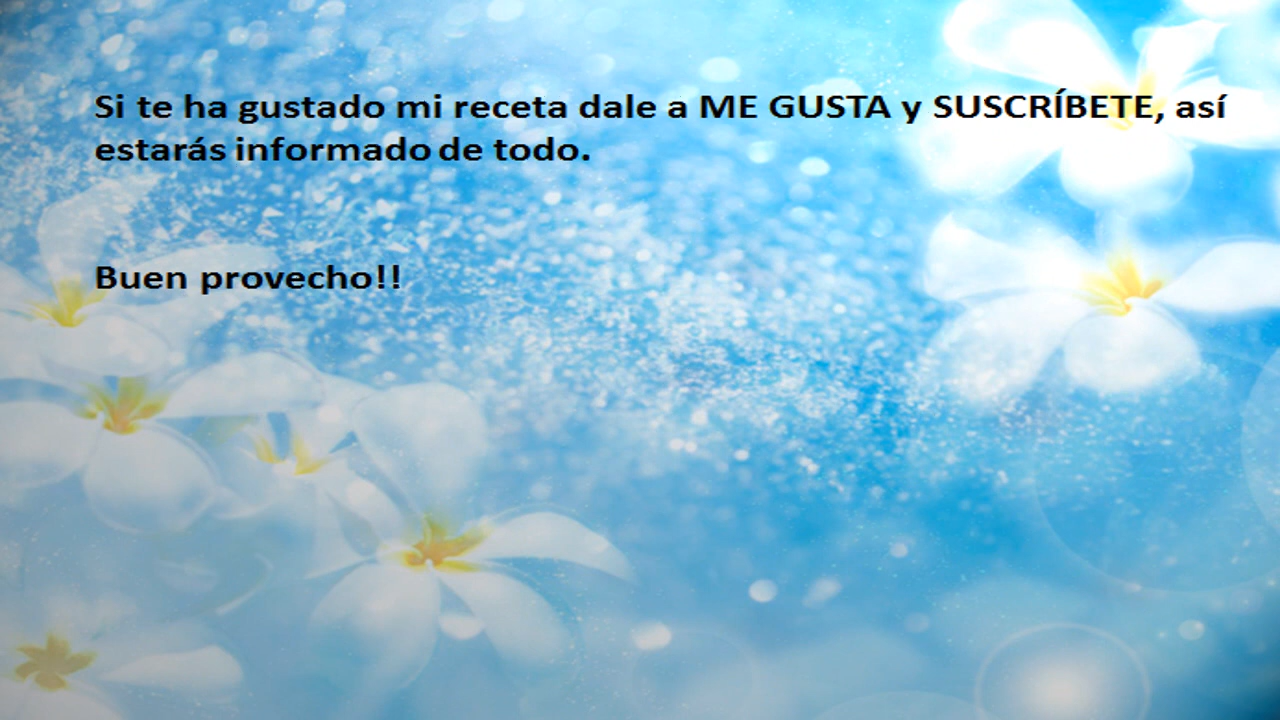 Si te ha gustado mi receta dale a ME GUSTA y SUSCRÍBETE, así
estarás informado de todo.
Buen provecho!!